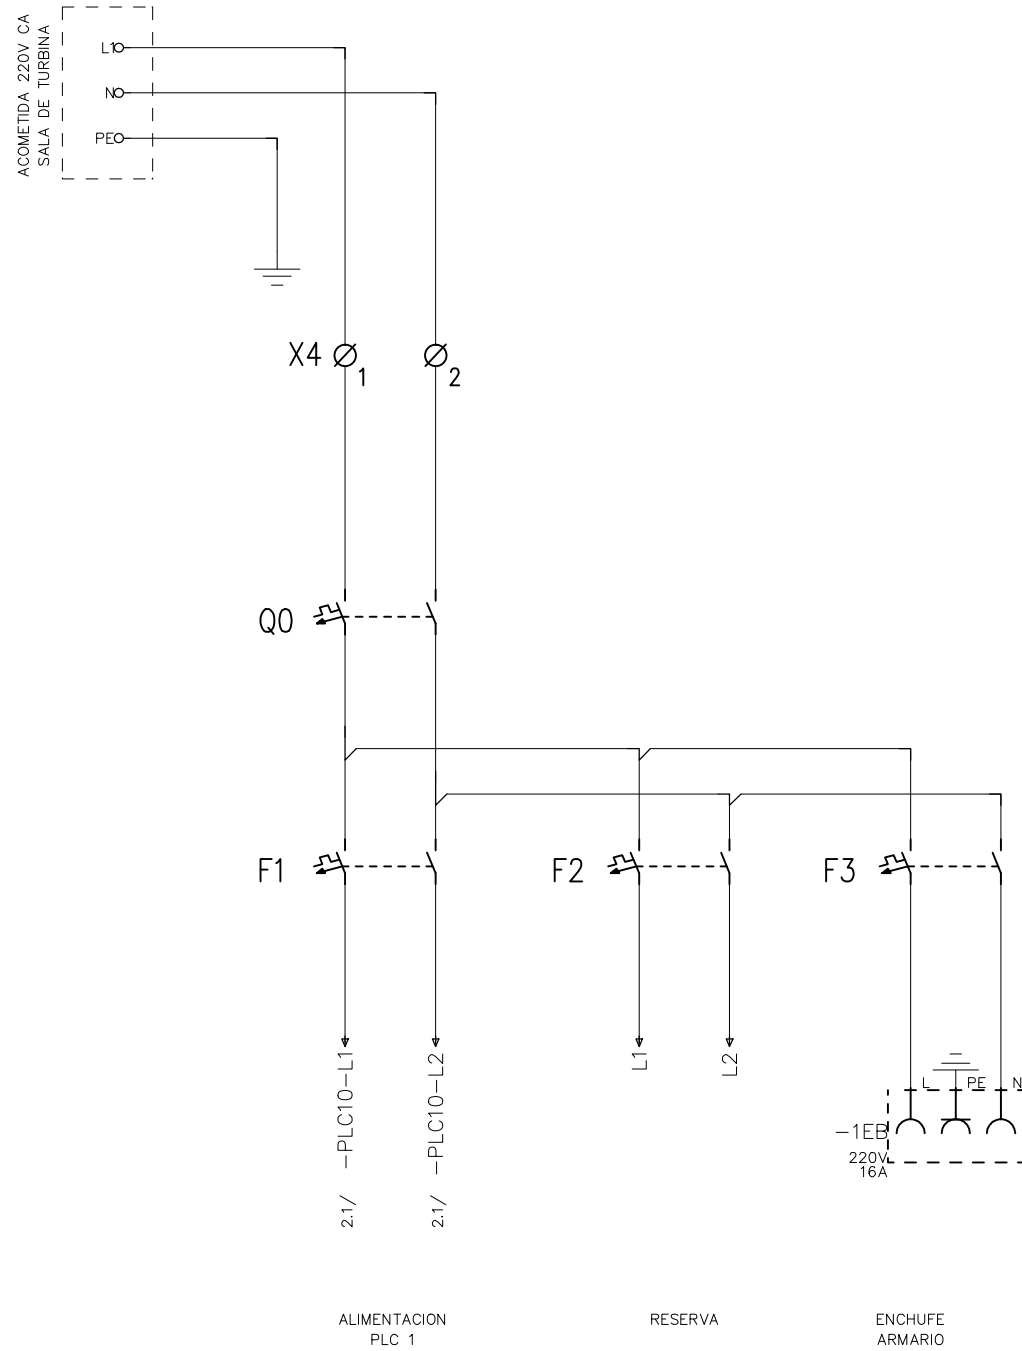 ACOMETIDA 220V CA
SALA DE TURBINA
L1
N
PE
X4
1
2
Q0
F1
F2
F3
-PLC10-L1
2.1/
-PLC10-L2
2.1/
L1
L2
L
PE
N
-1EB
220V
16A
ALIMENTACION
PLC 1
RESERVA
ENCHUFE
ARMARIO